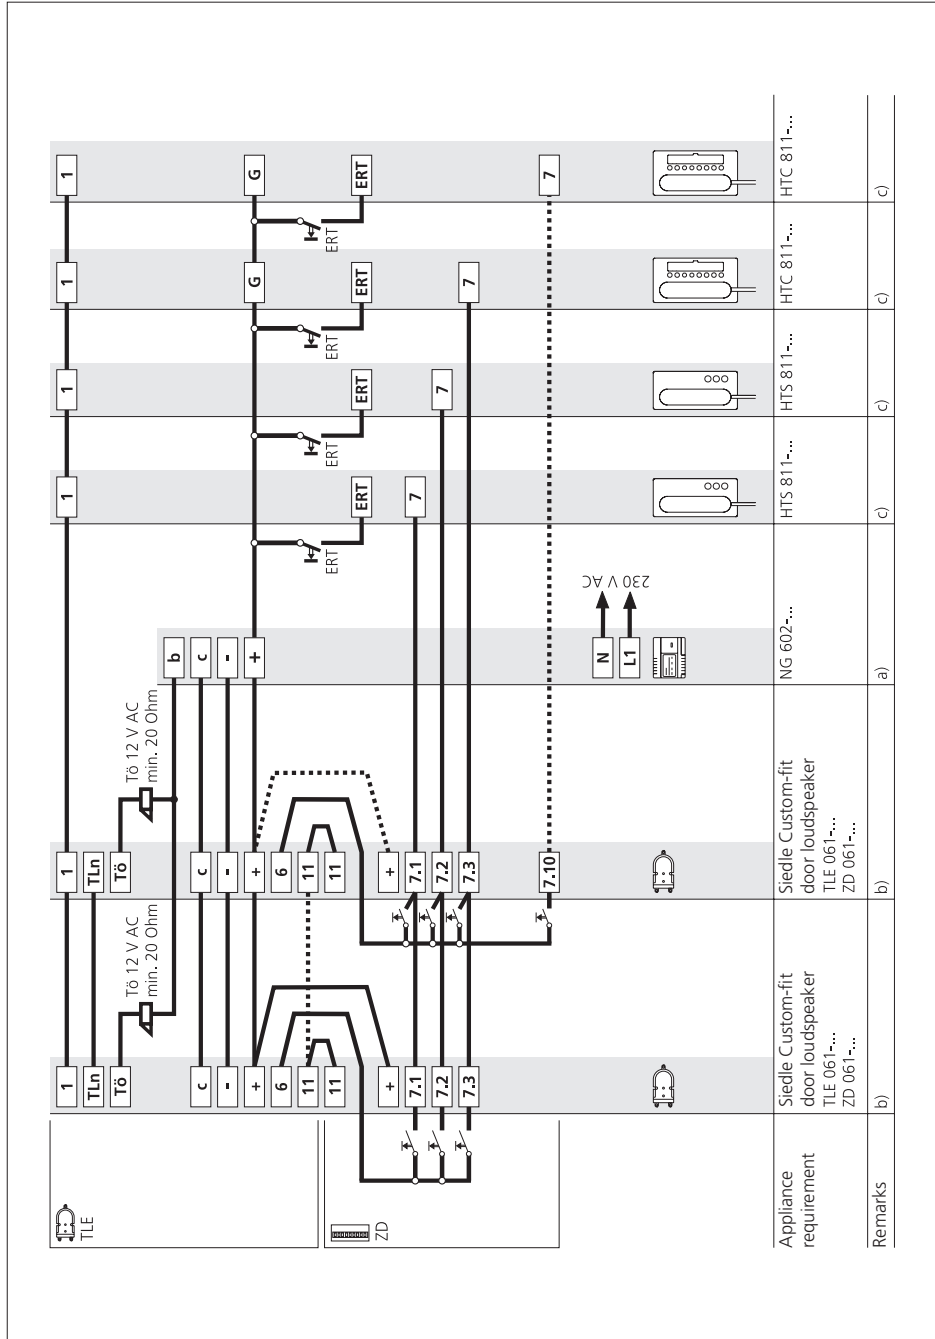 1 1 1 1 1 1
TLE
TLn TLn
Tö Tö 12 V AC Tö Tö 12 V AC
min. 20 Ohm min. 20 Ohm
b
c c c
- - -
+ + + G G
6 6
11 11
ERT ERT ERT ERT
11 11
ERT ERT ERT ERT
ZD
+ +
7.1 7.1 7
7.2 7.2 7
7.3 7.3 7
7.10 7
N
L1
230 V AC
Appliance
requirement
Siedle Custom-fit
door loudspeaker
TLE 061-...
ZD 061-...
Siedle Custom-fit
door loudspeaker
TLE 061-...
ZD 061-...
NG 602-...
HTS 811-...
HTS 811-...
HTC 811-...
HTC 811-...
Remarks b) b) a) c) c) c) c)